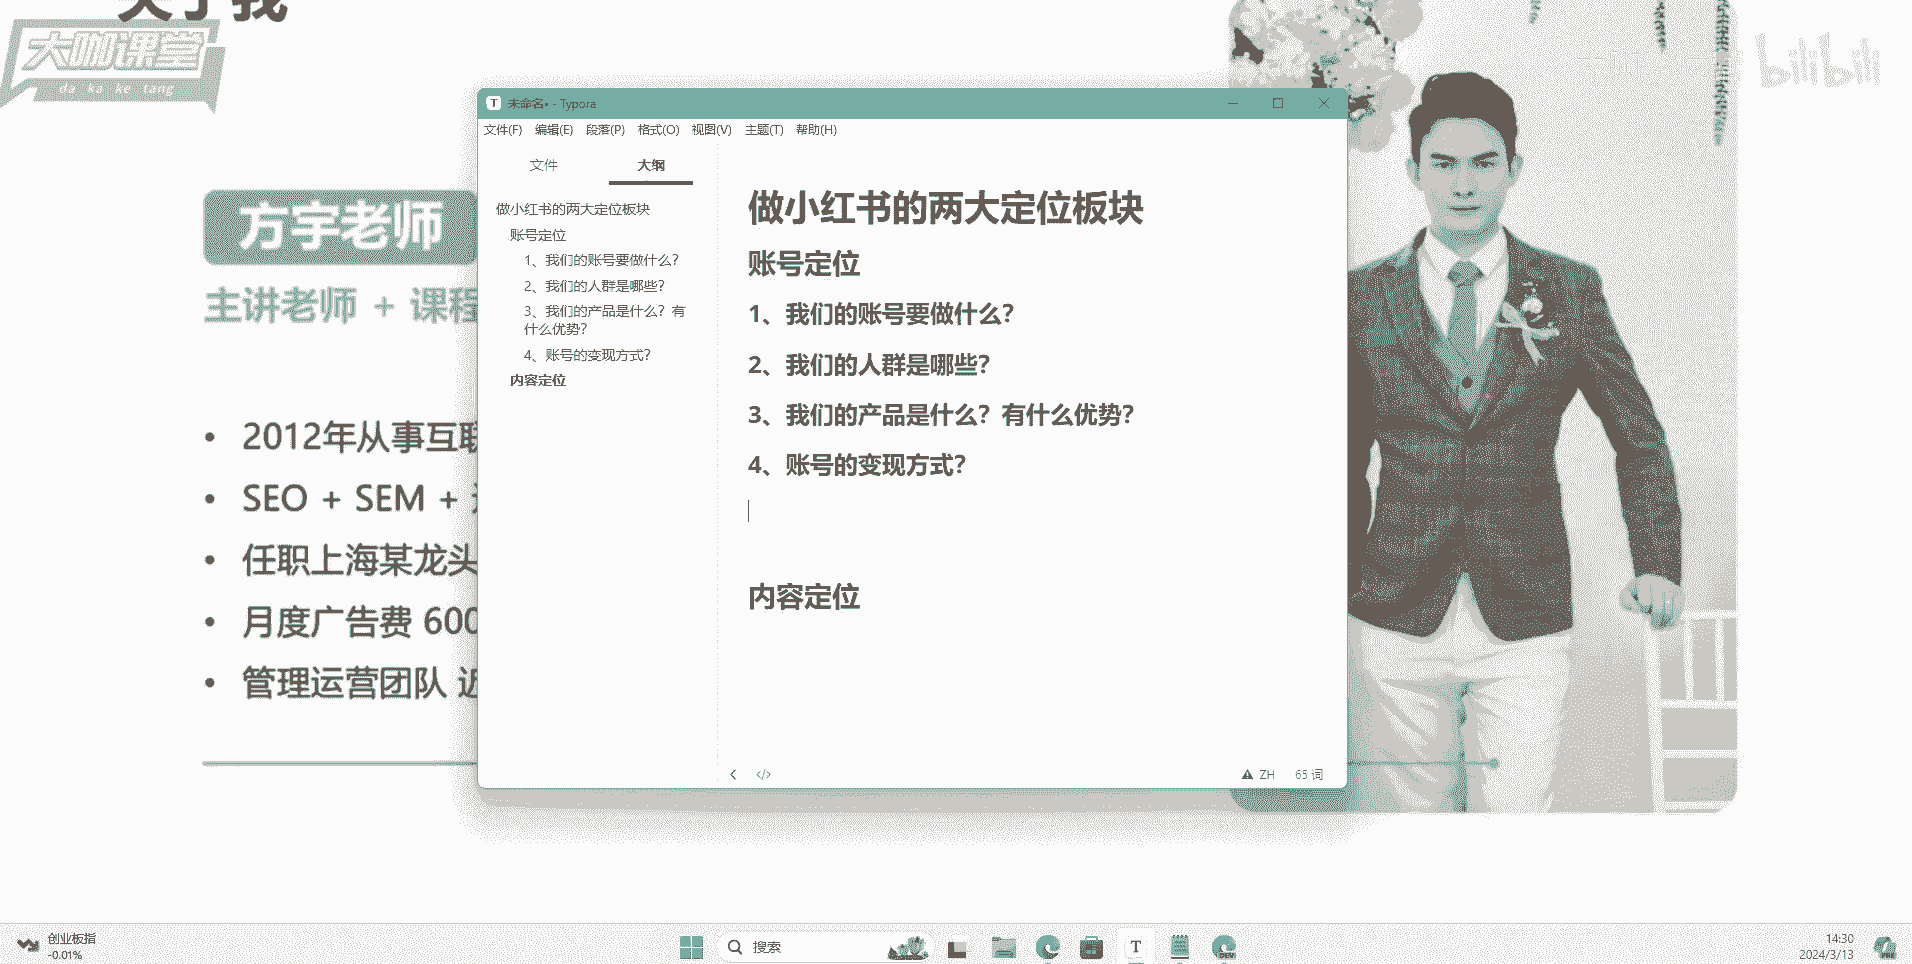 关于我
大咖课堂
da ka ke tang
bilibili
方宇老师
主讲老师 + 课程
2012年从事互联
SEO + SEM +
任职上海某龙头
月度广告费 600
管理运营团队 近
未命名• - Typora
文件(F) 编辑(E) 段落(P) 格式(O) 视图(V) 主题(T) 帮助(H)
文件 大纲
做小红书的两大定位板块
账号定位
1、我们的账号要做什么?
2、我们的人群是哪些?
3、我们的产品是什么? 有
什么优势?
4、账号的变现方式?
内容定位
做小红书的两大定位板块
账号定位
1、我们的账号要做什么?
2、我们的人群是哪些?
3、我们的产品是什么? 有什么优势?
4、账号的变现方式?
内容定位
</> ZH 65 词
创业板指
-0.01%
搜索
T
DEV
14:30
2024/3/13
PRE